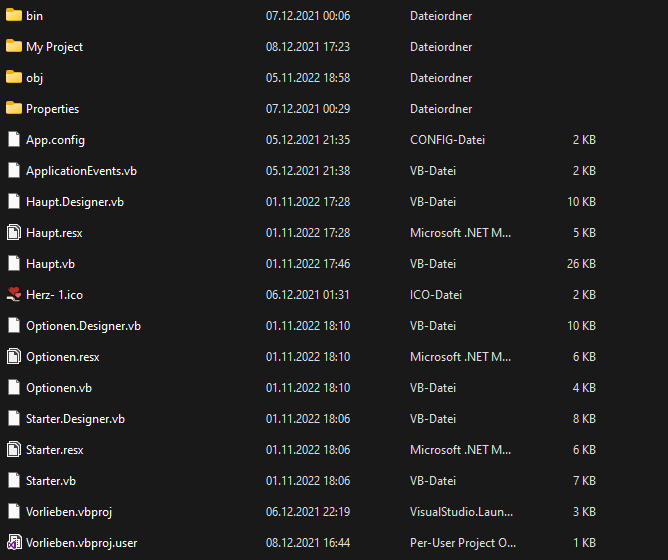 bin 07.12.2021 00:06 Dateiordner
My Project 08.12.2021 17:23 Dateiordner
obj 05.11.2022 18:58 Dateiordner
Properties 07.12.2021 00:29 Dateiordner
App.config 05.12.2021 21:35 CONFIG-Datei 2 KB
ApplicationEvents.vb 05.12.2021 21:38 VB-Datei 2 KB
Haupt.Designer.vb 01.11.2022 17:28 VB-Datei 10 KB
Haupt.resx 01.11.2022 17:28 Microsoft .NET M... 5 KB
Haupt.vb 01.11.2022 17:46 VB-Datei 26 KB
Herz- 1.ico 06.12.2021 01:31 ICO-Datei 2 KB
Optionen.Designer.vb 01.11.2022 18:10 VB-Datei 10 KB
Optionen.resx 01.11.2022 18:10 Microsoft .NET M... 6 KB
Optionen.vb 01.11.2022 18:10 VB-Datei 4 KB
Starter.Designer.vb 01.11.2022 18:06 VB-Datei 8 KB
Starter.resx 01.11.2022 18:06 Microsoft .NET M... 6 KB
Starter.vb 01.11.2022 18:06 VB-Datei 7 KB
Vorlieben.vbproj 06.12.2021 22:19 VisualStudio.Laun... 3 KB
Vorlieben.vbproj.user 08.12.2021 16:44 Per-User Project O... 1 KB